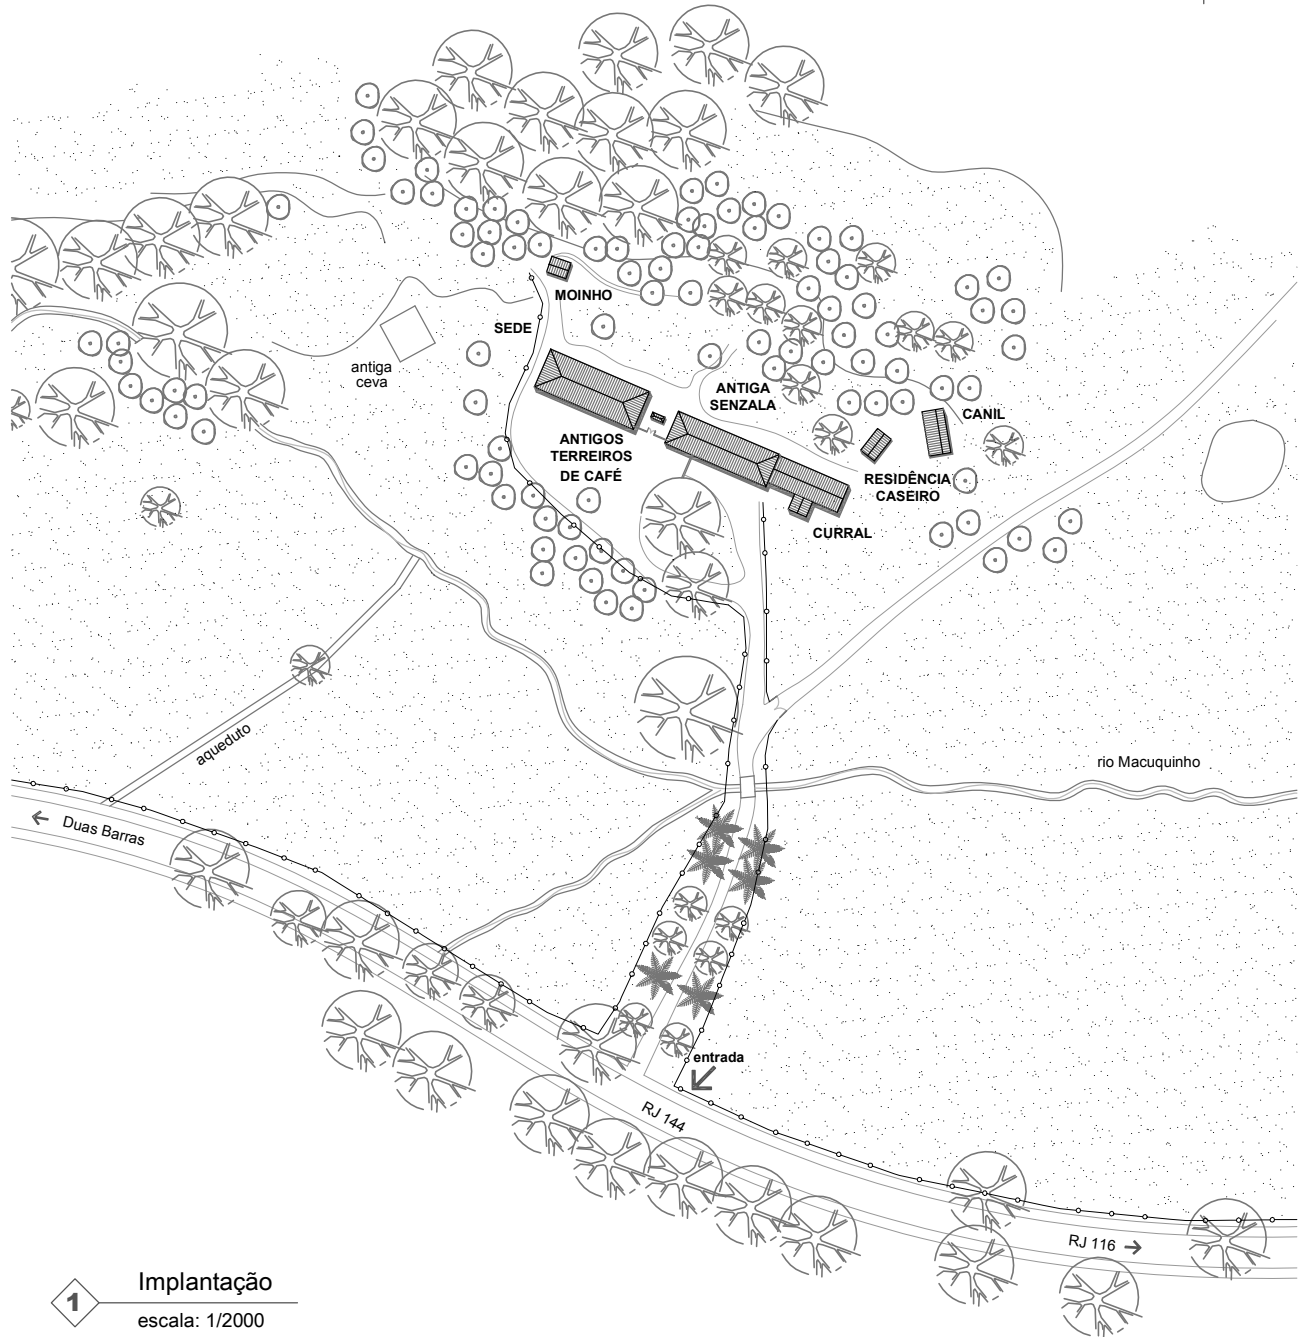 MOINHO
SEDE
antiga
ceva
ANTIGA
SENZALA
CANIL
ANTIGOS
TERREIROS
DE CAFÉ
RESIDÊNCIA
CASEIRO
CURRAL
aqueduto
rio Macuquinho
← Duas Barras
entrada
RJ 144
RJ 116 →
Implantação
1
escala: 1/2000